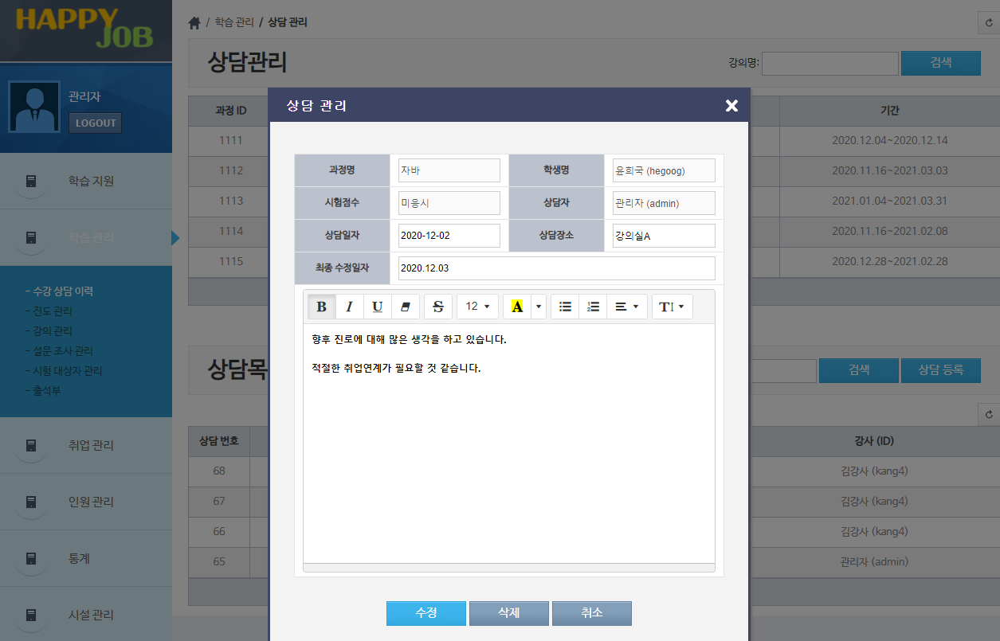 HAPPY
JOB
관리자
LOGOUT
학습 지원
학습 관리
- 수강 상담 이력
- 진도 관리
- 강의 관리
- 설문 조사 관리
- 시험 대상자 관리
- 출석부
취업 관리
인원 관리
통계
시설 관리
/ 학습 관리 / 상담 관리
상담관리
강의명:
검색
과정 ID
기간
1111
2020.12.04~2020.12.14
1112
2020.11.16~2021.03.03
1113
2021.01.04~2021.03.31
1114
2020.11.16~2021.02.08
1115
2020.12.28~2021.02.28
상담목
검색
상담 등록
상담 번호
강사 (ID)
68
김강사 (kang4)
67
김강사 (kang4)
66
김강사 (kang4)
65
관리자 (admin)
상담 관리
과정명 자바 학생명 윤희국 (hegoog)
시험점수 미응시 상담자 관리자 (admin)
상담일자 2020-12-02 상담장소 강의실A
최종 수정일자 2020.12.03
B I U S 12 A T
향후 진로에 대해 많은 생각을 하고 있습니다.
적절한 취업연계가 필요할 것 같습니다.
수정 삭제 취소